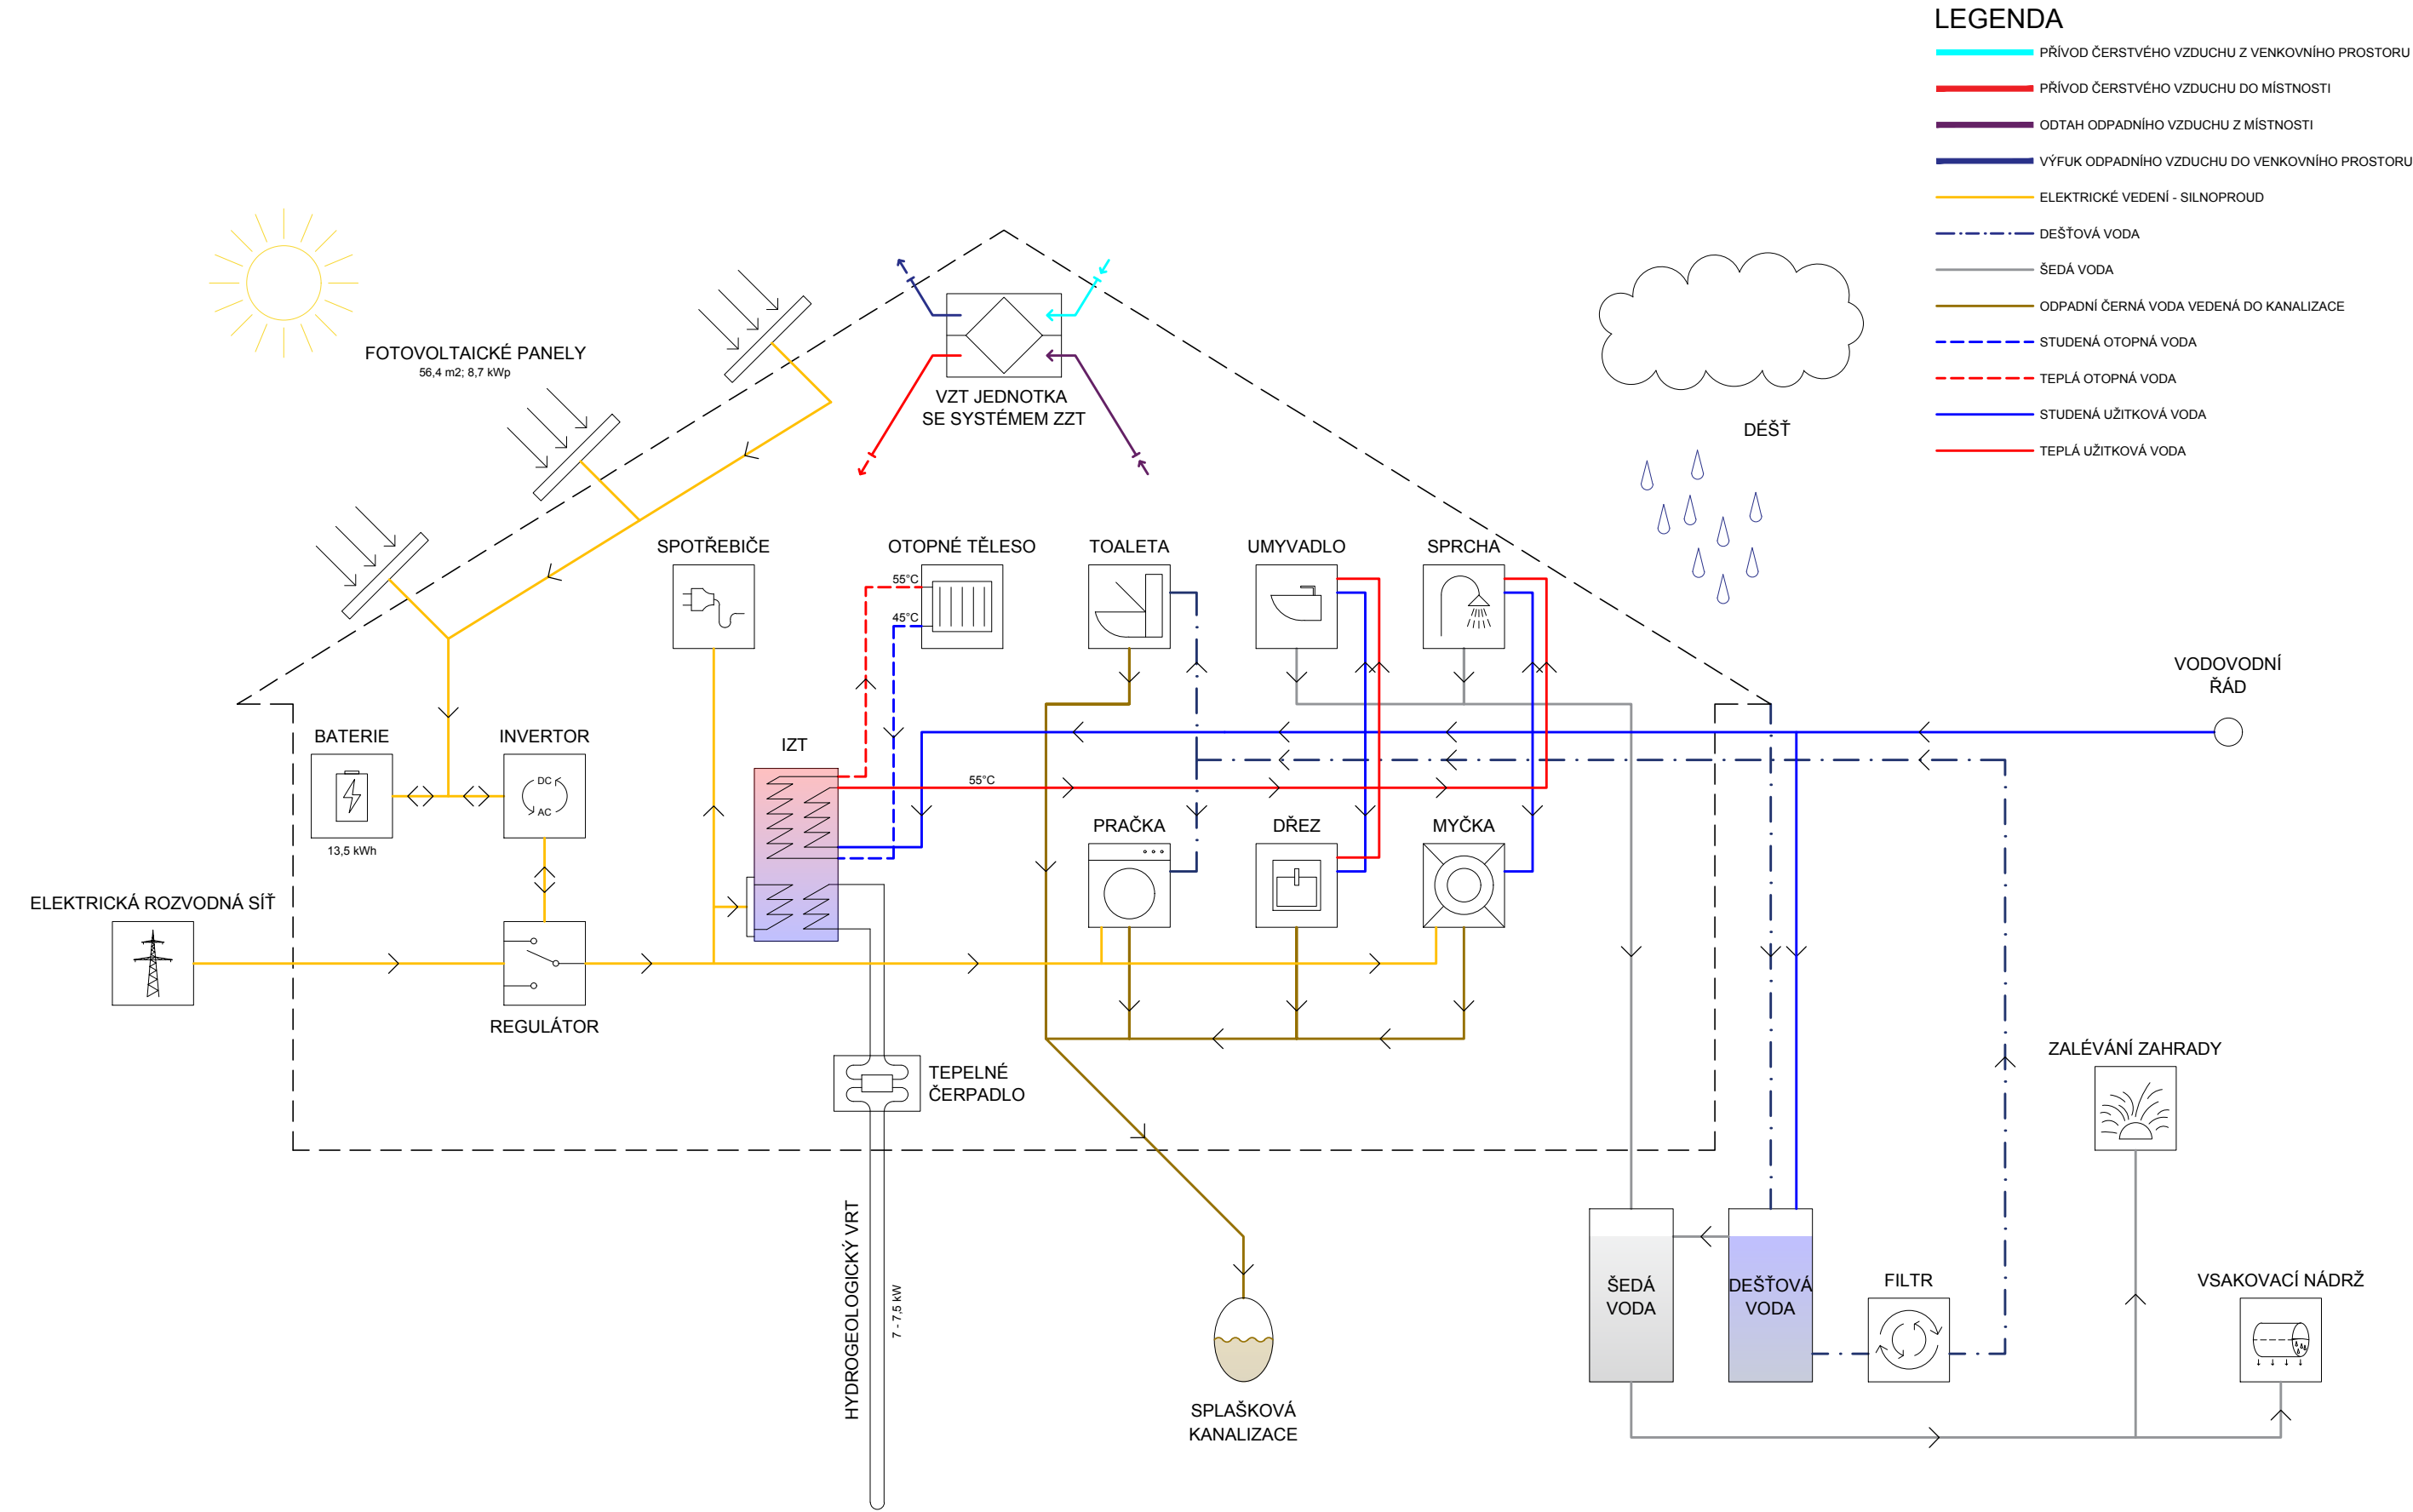 LEGENDA
PŘÍVOD ČERSTVÉHO VZDUCHU Z VENKOVNÍHO PROSTORU
PŘÍVOD ČERSTVÉHO VZDUCHU DO MÍSTNOSTI
ODTAH ODPADNÍHO VZDUCHU Z MÍSTNOSTI
VÝFUK ODPADNÍHO VZDUCHU DO VENKOVNÍHO PROSTORU
ELEKTRICKÉ VEDENÍ - SILNOPROUD
DEŠŤOVÁ VODA
ŠEDÁ VODA
ODPADNÍ ČERNÁ VODA VEDENÁ DO KANALIZACE
STUDENÁ OTOPNÁ VODA
TEPLÁ OTOPNÁ VODA
STUDENÁ UŽITKOVÁ VODA
TEPLÁ UŽITKOVÁ VODA
FOTOVOLTAICKÉ PANELY
56,4 m2; 8,7 kWp
VZT JEDNOTKA
SE SYSTÉMEM ZZT
DÉŠŤ
SPOTŘEBIČE
OTOPNÉ TĚLESO
TOALETA
UMYVADLO
SPRCHA
55°C
45°C
VODOVODNÍ
ŘÁD
BATERIE
INVERTOR
IZT
DC
AC
55°C
13,5 kWh
PRAČKA
DŘEZ
MYČKA
ELEKTRICKÁ ROZVODNÁ SÍŤ
REGULÁTOR
TEPELNÉ
ČERPADLO
ZALÉVÁNÍ ZAHRADY
HYDROGEOLOGICKÝ VRT
7 - 7,5 kW
ŠEDÁ
VODA
DEŠŤOVÁ
VODA
FILTR
VSAKOVACÍ NÁDRŽ
SPLAŠKOVÁ
KANALIZACE